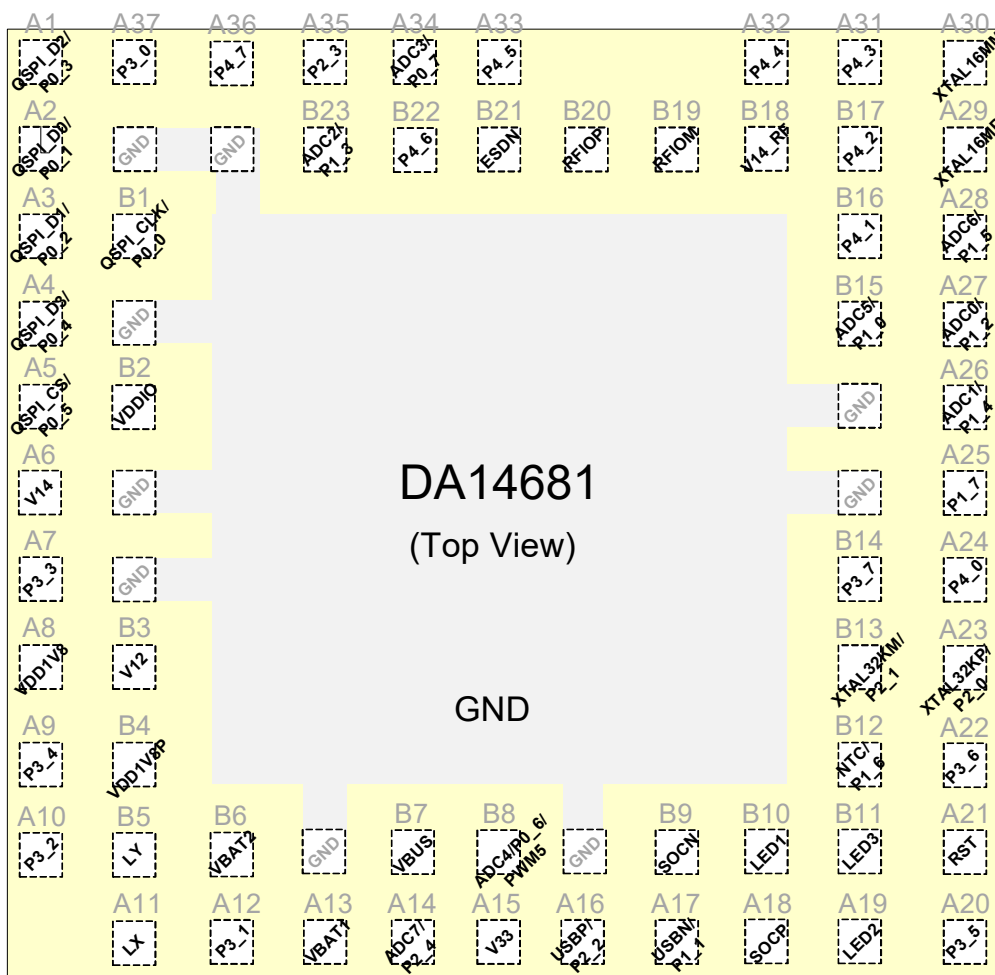 A1 A37 A36 A35 A34 A33 A32 A31 A30
QSPI_D2/ P0_3 P3_0 P4_7 P2_3 ADC3/ P0_7 P4_5 P4_4 P4_3 XTAL16MM
A2 B23 B22 B21 B20 B19 B18 B17 A29
QSPI_D0/ P0_1 GND GND ADC2/ P1_3 P4_6 ESDN RFIOP RFIOM V14_RF P4_2
A3 B1 B16 A28
QSPI_D1/ P0_2 QSPI_CLK/ P0_0 P4_1 ADC6/ P1_5
A4 B15 A27
QSPI_D3/ P0_4 GND ADC5/ P1_0 ADC0/ P1_2
A5 B2 A26
QSPI_CS/ P0_5 VDDIO GND ADC1/ P1_4
A6 A25
V14 GND DA14681 GND P1_7
(Top View)
A7 B14 A24
P3_3 GND P3_7 P4_0
A8 B3 B13 A23
VDD1V8 V12 XTAL32KM/ P2_1 XTAL32KP/ P2_0
GND
A9 B4 B12 A22
P3_4 VDD1V8P NTC/ P1_6 P3_6
A10 B5 B6 B7 B8 B9 B10 B11 A21
P3_2 LY VBAT2 GND VBUS ADC4/P0_6/ PWM5 GND SOCN LED1 LED3 RST
A11 A12 A13 A14 A15 A16 A17 A18 A19 A20
LX P3_1 VBAT1 ADC7/ P2_4 V33 USBP/ P2_2 USBN/ P1_1 SOCP LED2 P3_5